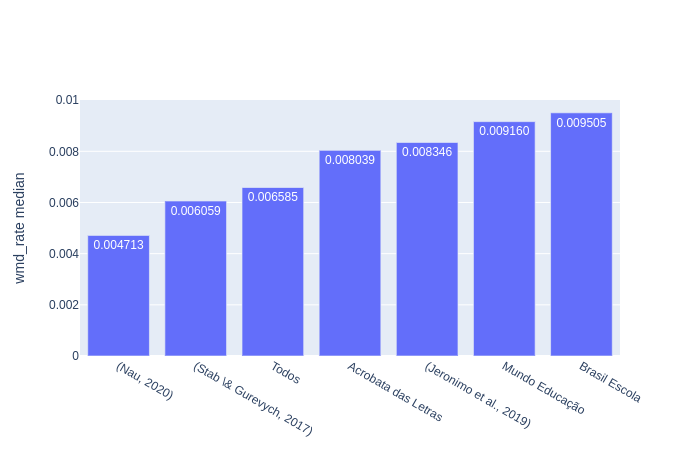 wmd_rate median
0.01
0.008
0.006
0.004
0.002
0
0.004713
0.006059
0.006585
0.008039
0.008346
0.009160
0.009505
(Nau, 2020)
(Stab \& Gurevych, 2017)
Todos
Acrobata das Letras
(Jeronimo et al., 2019)
Mundo Educação
Brasil Escola